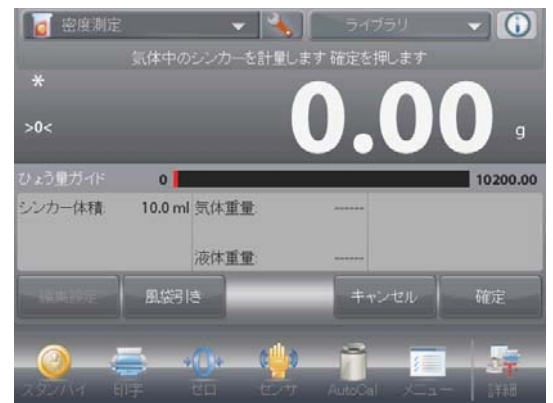 密度測定 ライブラリ
気体中のシンカーを計量します 確定を押します
*
>0<
0.00 g
ひょう量ガイド 0 10200.00
シンカー体積: 10.0 ml 気体重量: ------
液体重量: ------
編集設定 風袋引き キャンセル 確定
スタンバイ 印字 ゼロ センサ AutoCal メニュー 詳細